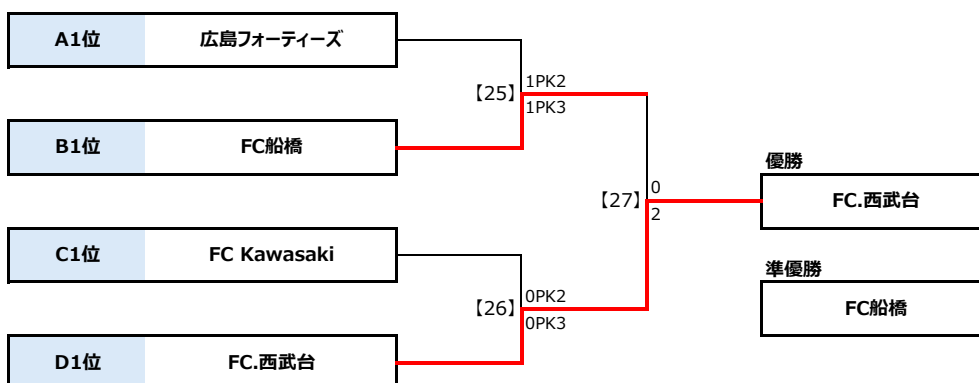 A1位 広島フォーティーズ
【25】 1PK2
1PK3
B1位 FC船橋
優勝
【27】 0
2
FC.西武台
C1位 FC Kawasaki
準優勝
【26】 0PK2
0PK3
FC船橋
D1位 FC.西武台